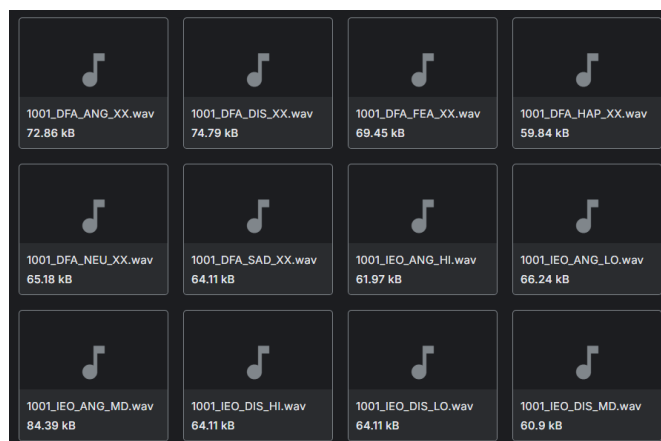 1001_DFA_ANG_XX.wav
72.86 kB
1001_DFA_DIS_XX.wav
74.79 kB
1001_DFA_FEA_XX.wav
69.45 kB
1001_DFA_HAP_XX.wav
59.84 kB
1001_DFA_NEU_XX.wav
65.18 kB
1001_DFA_SAD_XX.wav
64.11 kB
1001_IEO_ANG_HI.wav
61.97 kB
1001_IEO_ANG_LO.wav
66.24 kB
1001_IEO_ANG_MD.wav
84.39 kB
1001_IEO_DIS_HI.wav
64.11 kB
1001_IEO_DIS_LO.wav
64.11 kB
1001_IEO_DIS_MD.wav
60.9 kB